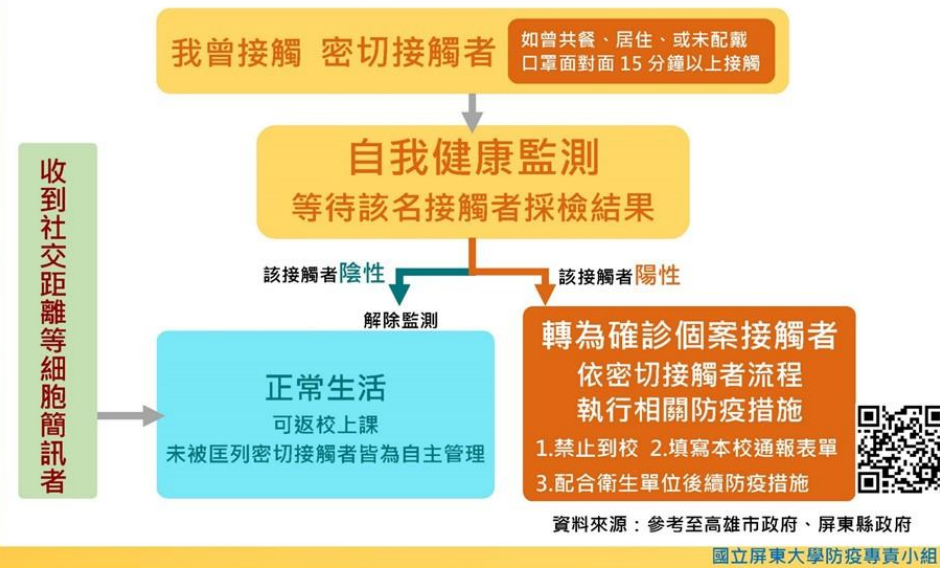 我曾接觸 密切接觸者
如曾共餐、居住、或未配戴
口罩面對面 15 分鐘以上接觸
自我健康監測
等待該名接觸者採檢結果
收到社交距離等細胞簡訊者
該接觸者陰性
該接觸者陽性
解除監測
正常生活
可返校上課
未被匡列密切接觸者皆為自主管理
轉為確診個案接觸者
依密切接觸者流程
執行相關防疫措施
1.禁止到校 2.填寫本校通報表單
3.配合衛生單位後續防疫措施
資料來源：參考至高雄市政府、屏東縣政府
國立屏東大學防疫專責小組